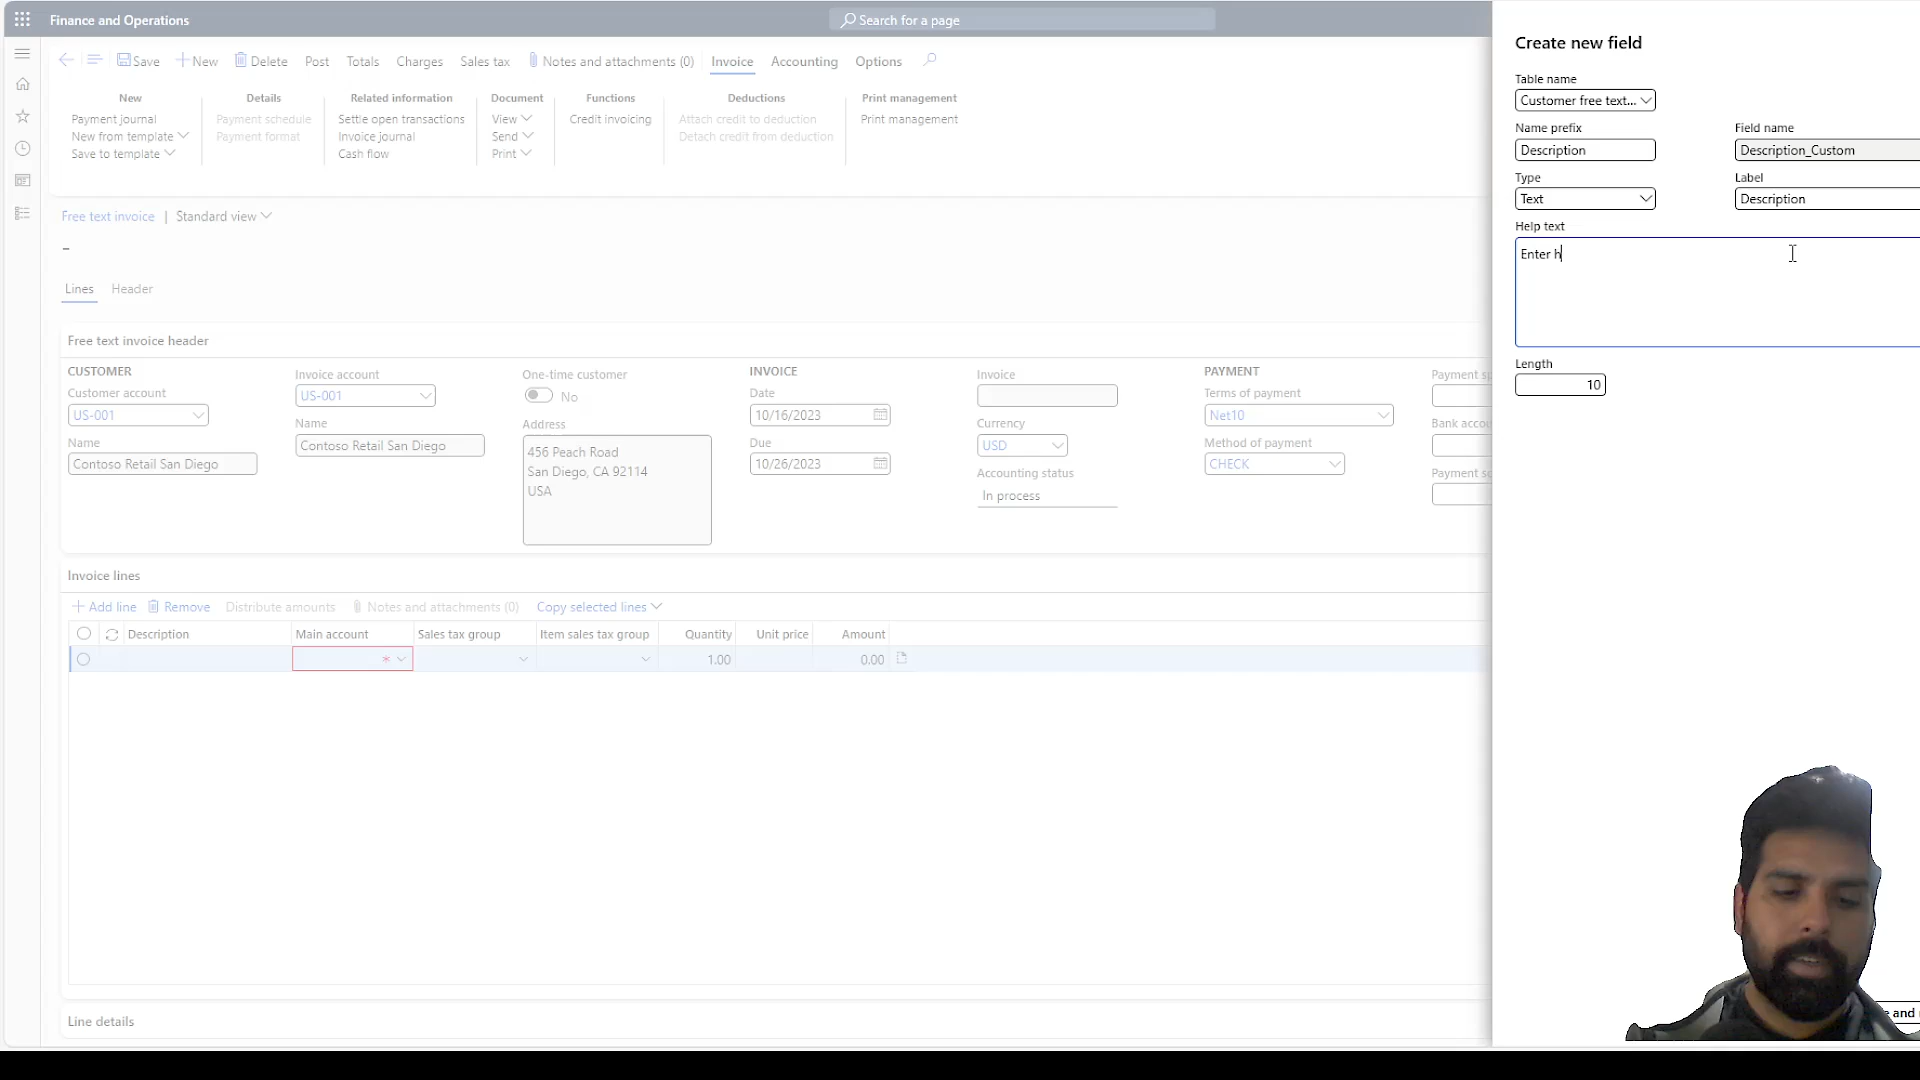 Finance and Operations
Search for a page
Save
New
Delete
Post
Totals
Charges
Sales tax
Notes and attachments (0)
Invoice
Accounting
Options
New
Payment journal
New from template
Save to template
Details
Payment schedule
Payment format
Related information
Settle open transactions
Invoice journal
Cash flow
Document
View
Send
Print
Functions
Credit invoicing
Deductions
Attach credit to deduction
Detach credit from deduction
Print management
Print management
Free text invoice | Standard view
-
Lines
Header
Free text invoice header
CUSTOMER
Customer account
US-001
Name
Contoso Retail San Diego
Invoice account
US-001
Name
Contoso Retail San Diego
One-time customer
No
Address
456 Peach Road
San Diego, CA 92114
USA
INVOICE
Date
10/16/2023
Due
10/26/2023
Invoice
Currency
USD
Accounting status
In process
PAYMENT
Terms of payment
Net10
Method of payment
CHECK
Payment
Bank
Payment
Invoice lines
Add line
Remove
Distribute amounts
Notes and attachments (0)
Copy selected lines
Description
Main account
Sales tax group
Item sales tax group
Quantity
Unit price
Amount
*
1.00
0.00
Line details
Create new field
Table name
Customer free text...
Name prefix
Description
Field name
Description_Custom
Type
Text
Label
Description
Help text
Enter h
Length
10
and